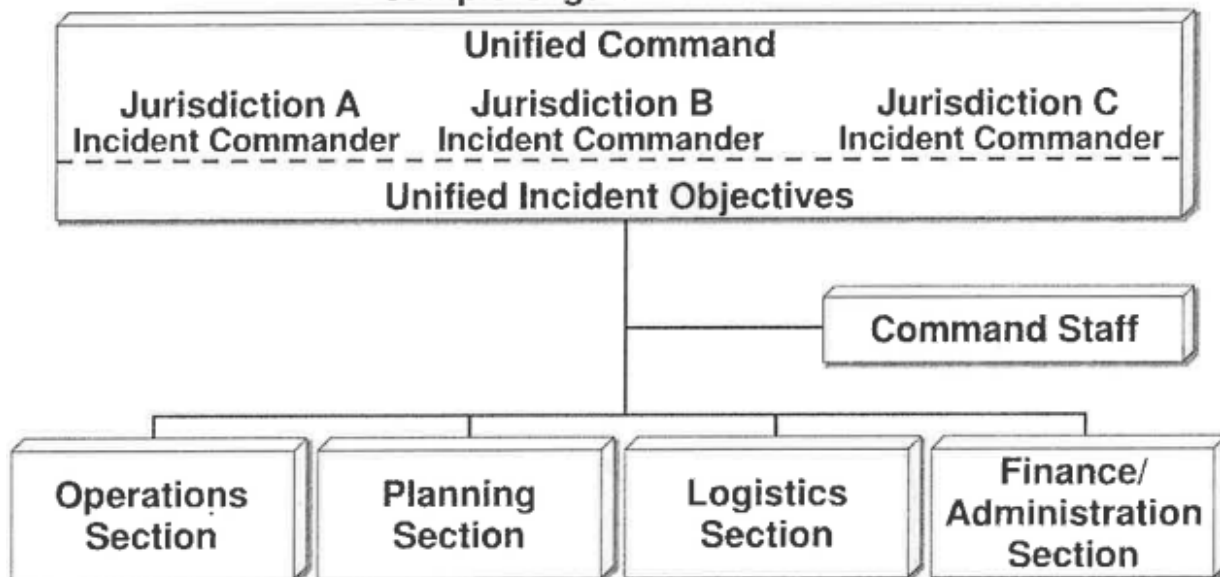 Unified Command
Jurisdiction A
Incident Commander
Jurisdiction B
Incident Commander
Jurisdiction C
Incident Commander
Unified Incident Objectives
Command Staff
Operations
Section
Planning
Section
Logistics
Section
Finance/
Administration
Section